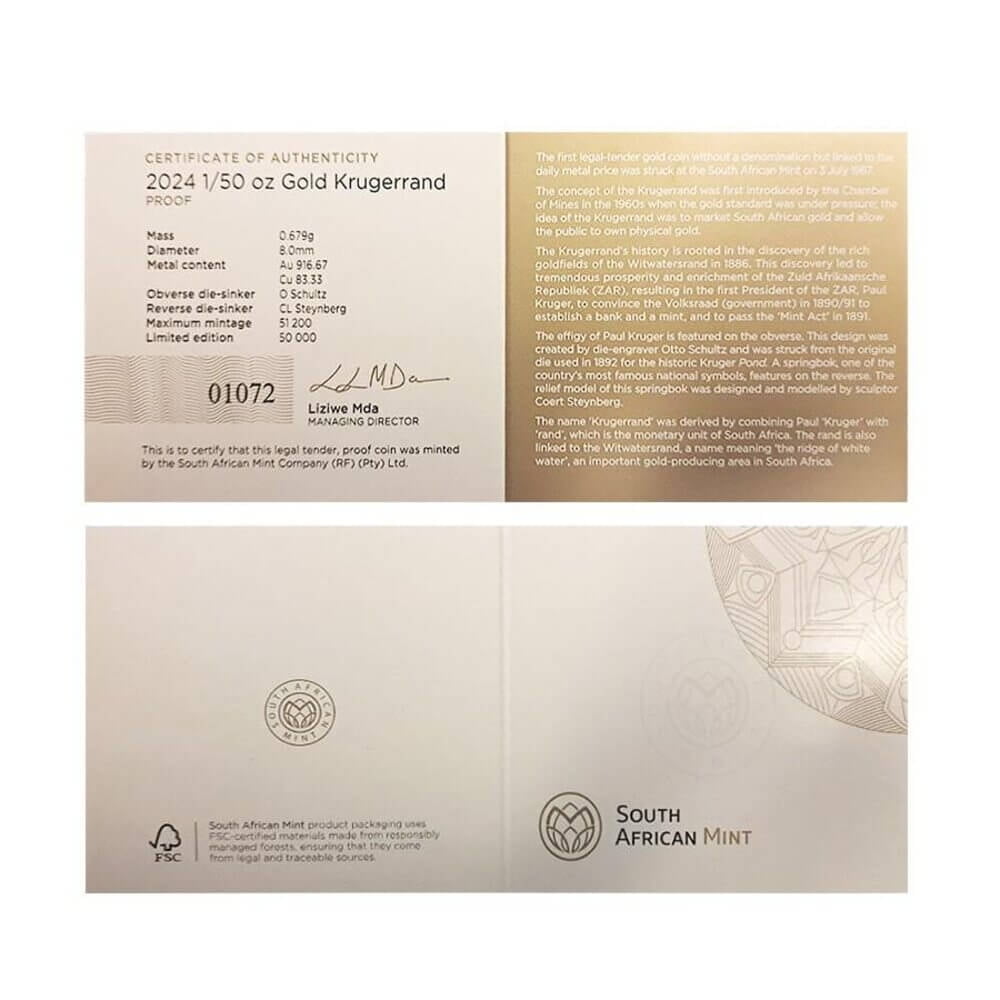 CERTIFICATE OF AUTHENTICITY
2024 1/50 oz Gold Krugerrand
PROOF
Mass 0.679g
Diameter 8.0mm
Metal content Au 916.67
Cu 83.33
Obverse die-sinker O Schultz
Reverse die-sinker CL Steynberg
Maximum mintage 51 200
Limited edition 50 000
01072
Liziwe Mda
MANAGING DIRECTOR
This is to certify that this legal tender, proof coin was minted
by the South African Mint Company (RF) (Pty) Ltd.
The first legal-tender gold coin without a denomination but linked to the
daily metal price was struck at the South African Mint on 3 July 1967.
The concept of the Krugerrand was first introduced by the Chamber
of Mines in the 1960s when the gold standard was under pressure; the
idea of the Krugerrand was to market South African gold and allow
the public to own physical gold.
The Krugerrand's history is rooted in the discovery of the rich
goldfields of the Witwatersrand in 1886. This discovery led to
tremendous prosperity and enrichment of the Zuid Afrikaansche
Republiek (ZAR), resulting in the first President of the ZAR, Paul
Kruger, to convince the Volksraad (government) in 1890/91 to
establish a bank and a mint, and to pass the 'Mint Act' in 1891.
The effigy of Paul Kruger is featured on the obverse. This design was
created by die-engraver Otto Schultz and was struck from the original
die used in 1892 for the historic Kruger Pond. A springbok, one of the
country's most famous national symbols, features on the reverse. The
relief model of this springbok was designed and modelled by sculptor
Coert Steynberg.
The name 'Krugerrand' was derived by combining Paul 'Kruger' with
'rand', which is the monetary unit of South Africa. The rand is also
linked to the Witwatersrand, a name meaning 'the ridge of white
water', an important gold-producing area in South Africa.
SOUTH AFRICAN
MINT
FSC
South African Mint product packaging uses
FSC-certified materials made from responsibly
managed forests, ensuring that they come
from legal and traceable sources.
SOUTH
AFRICAN MINT